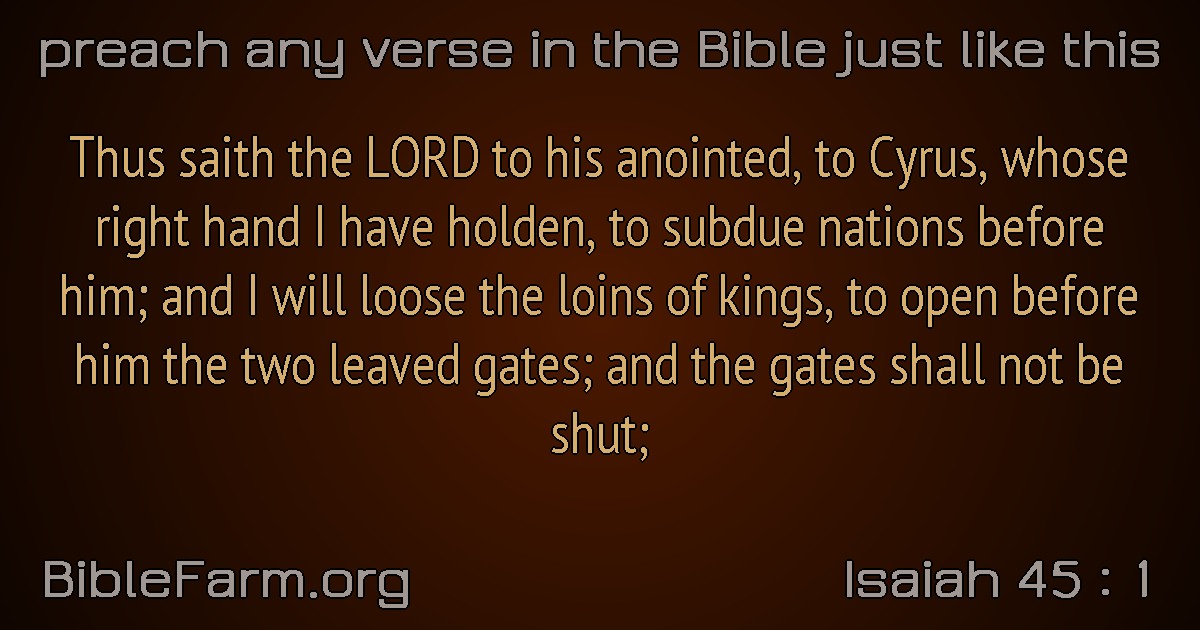 preach any verse in the Bible just like this
Thus saith the LORD to his anointed, to Cyrus, whose
right hand I have holden, to subdue nations before
him; and I will loose the loins of kings, to open before
him the two leaved gates; and the gates shall not be
shut;
BibleFarm.org
Isaiah 45 : 1